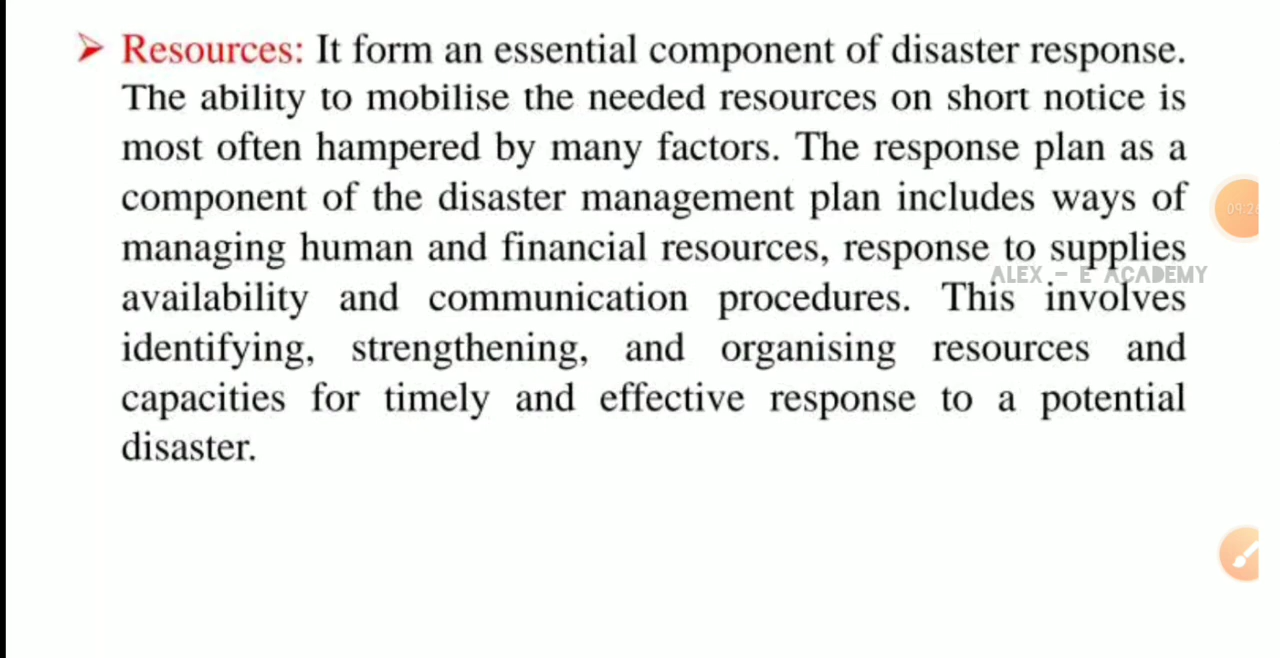 ➢ Resources: It form an essential component of disaster response.
The ability to mobilise the needed resources on short notice is
most often hampered by many factors. The response plan as a
component of the disaster management plan includes ways of
managing human and financial resources, response to supplies
availability and communication procedures. This involves
identifying, strengthening, and organising resources and
capacities for timely and effective response to a potential
disaster.
ALEX - E ACADEMY